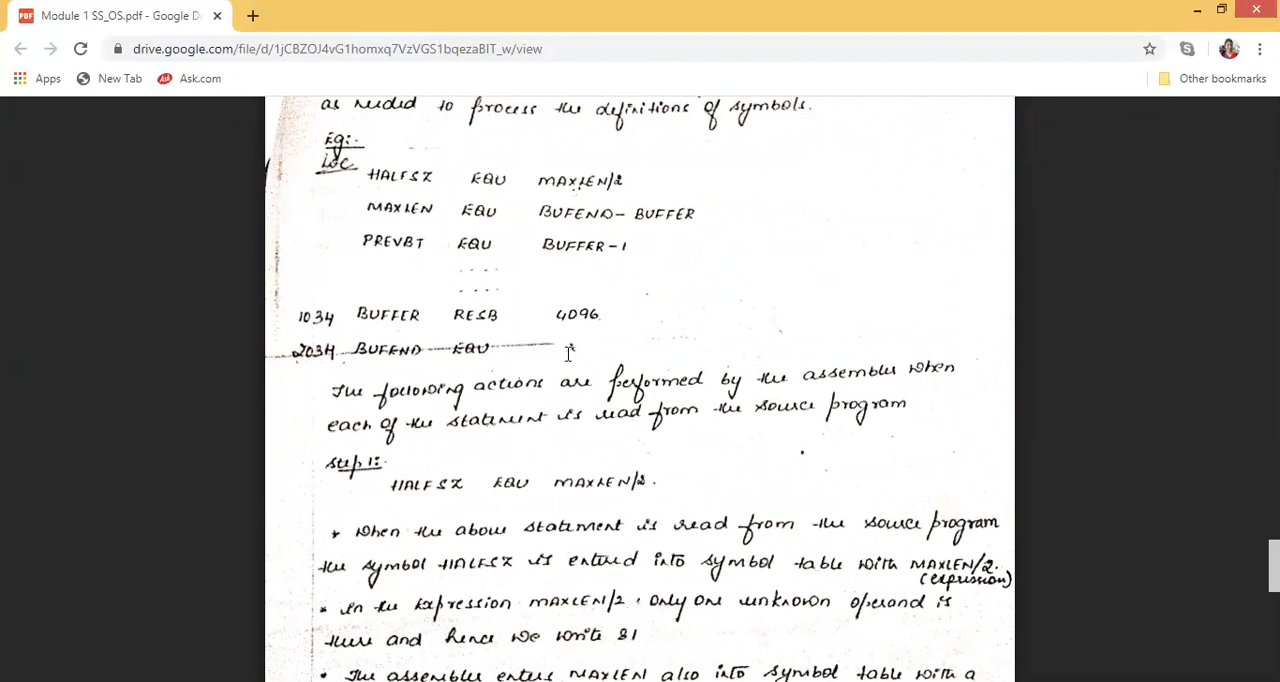 Module 1 SS_OS.pdf - Google D
drive.google.com/file/d/1jCBZOJ4vG1homxq7VzVGS1bqezaBIT_w/view
Apps New Tab Ask.com Other bookmarks
as needed to process the definitions of symbols.
Eg:-
LOC
HALFSZ EQU MAXLEN/2
MAXLEN EQU BUFEND - BUFFER
PREVBT EQU BUFFER - 1
....
....
1034 BUFFER RESB 4096
2034 BUFEND EQU *
The following actions are performed by the assembler when
each of the statement is read from the source program
Step 1:-
HALFSZ EQU MAXLEN/2.
* When the above statement is read from the source program
the symbol HALFSZ is entered into symbol table with MAXLEN/2.
(expression)
* In the Expression MAXLEN/2, only one unknown operand is
there and hence we write &1
* The assembler enters MAXLEN also into symbol table with a